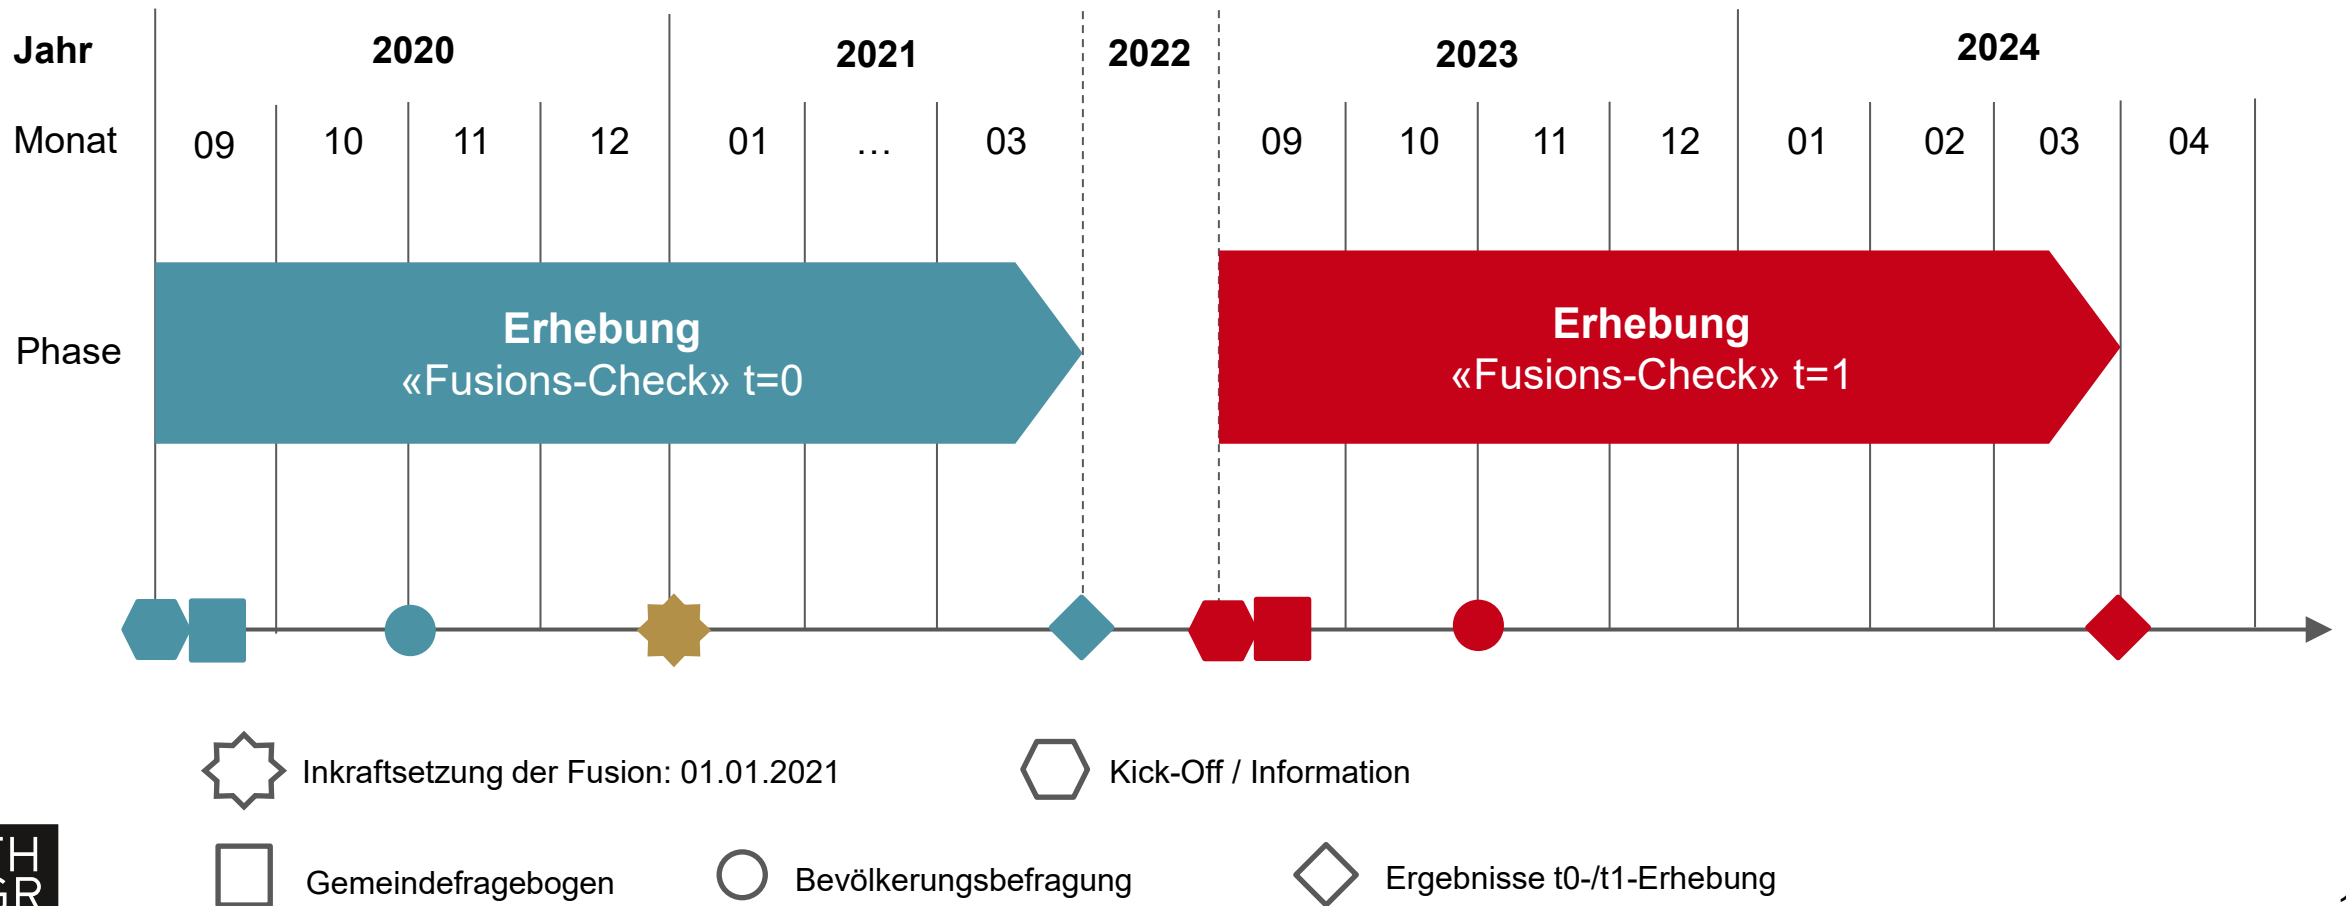 Jahr 2020 2021 2022 2023 2024
Monat 09 10 11 12 01 … 03 09 10 11 12 01 02 03 04
Phase
Erhebung
«Fusions-Check» t=0
Erhebung
«Fusions-Check» t=1
Inkraftsetzung der Fusion: 01.01.2021
Kick-Off / Information
Gemeindefragebogen
Bevölkerungsbefragung
Ergebnisse t0-/t1-Erhebung
H
GR